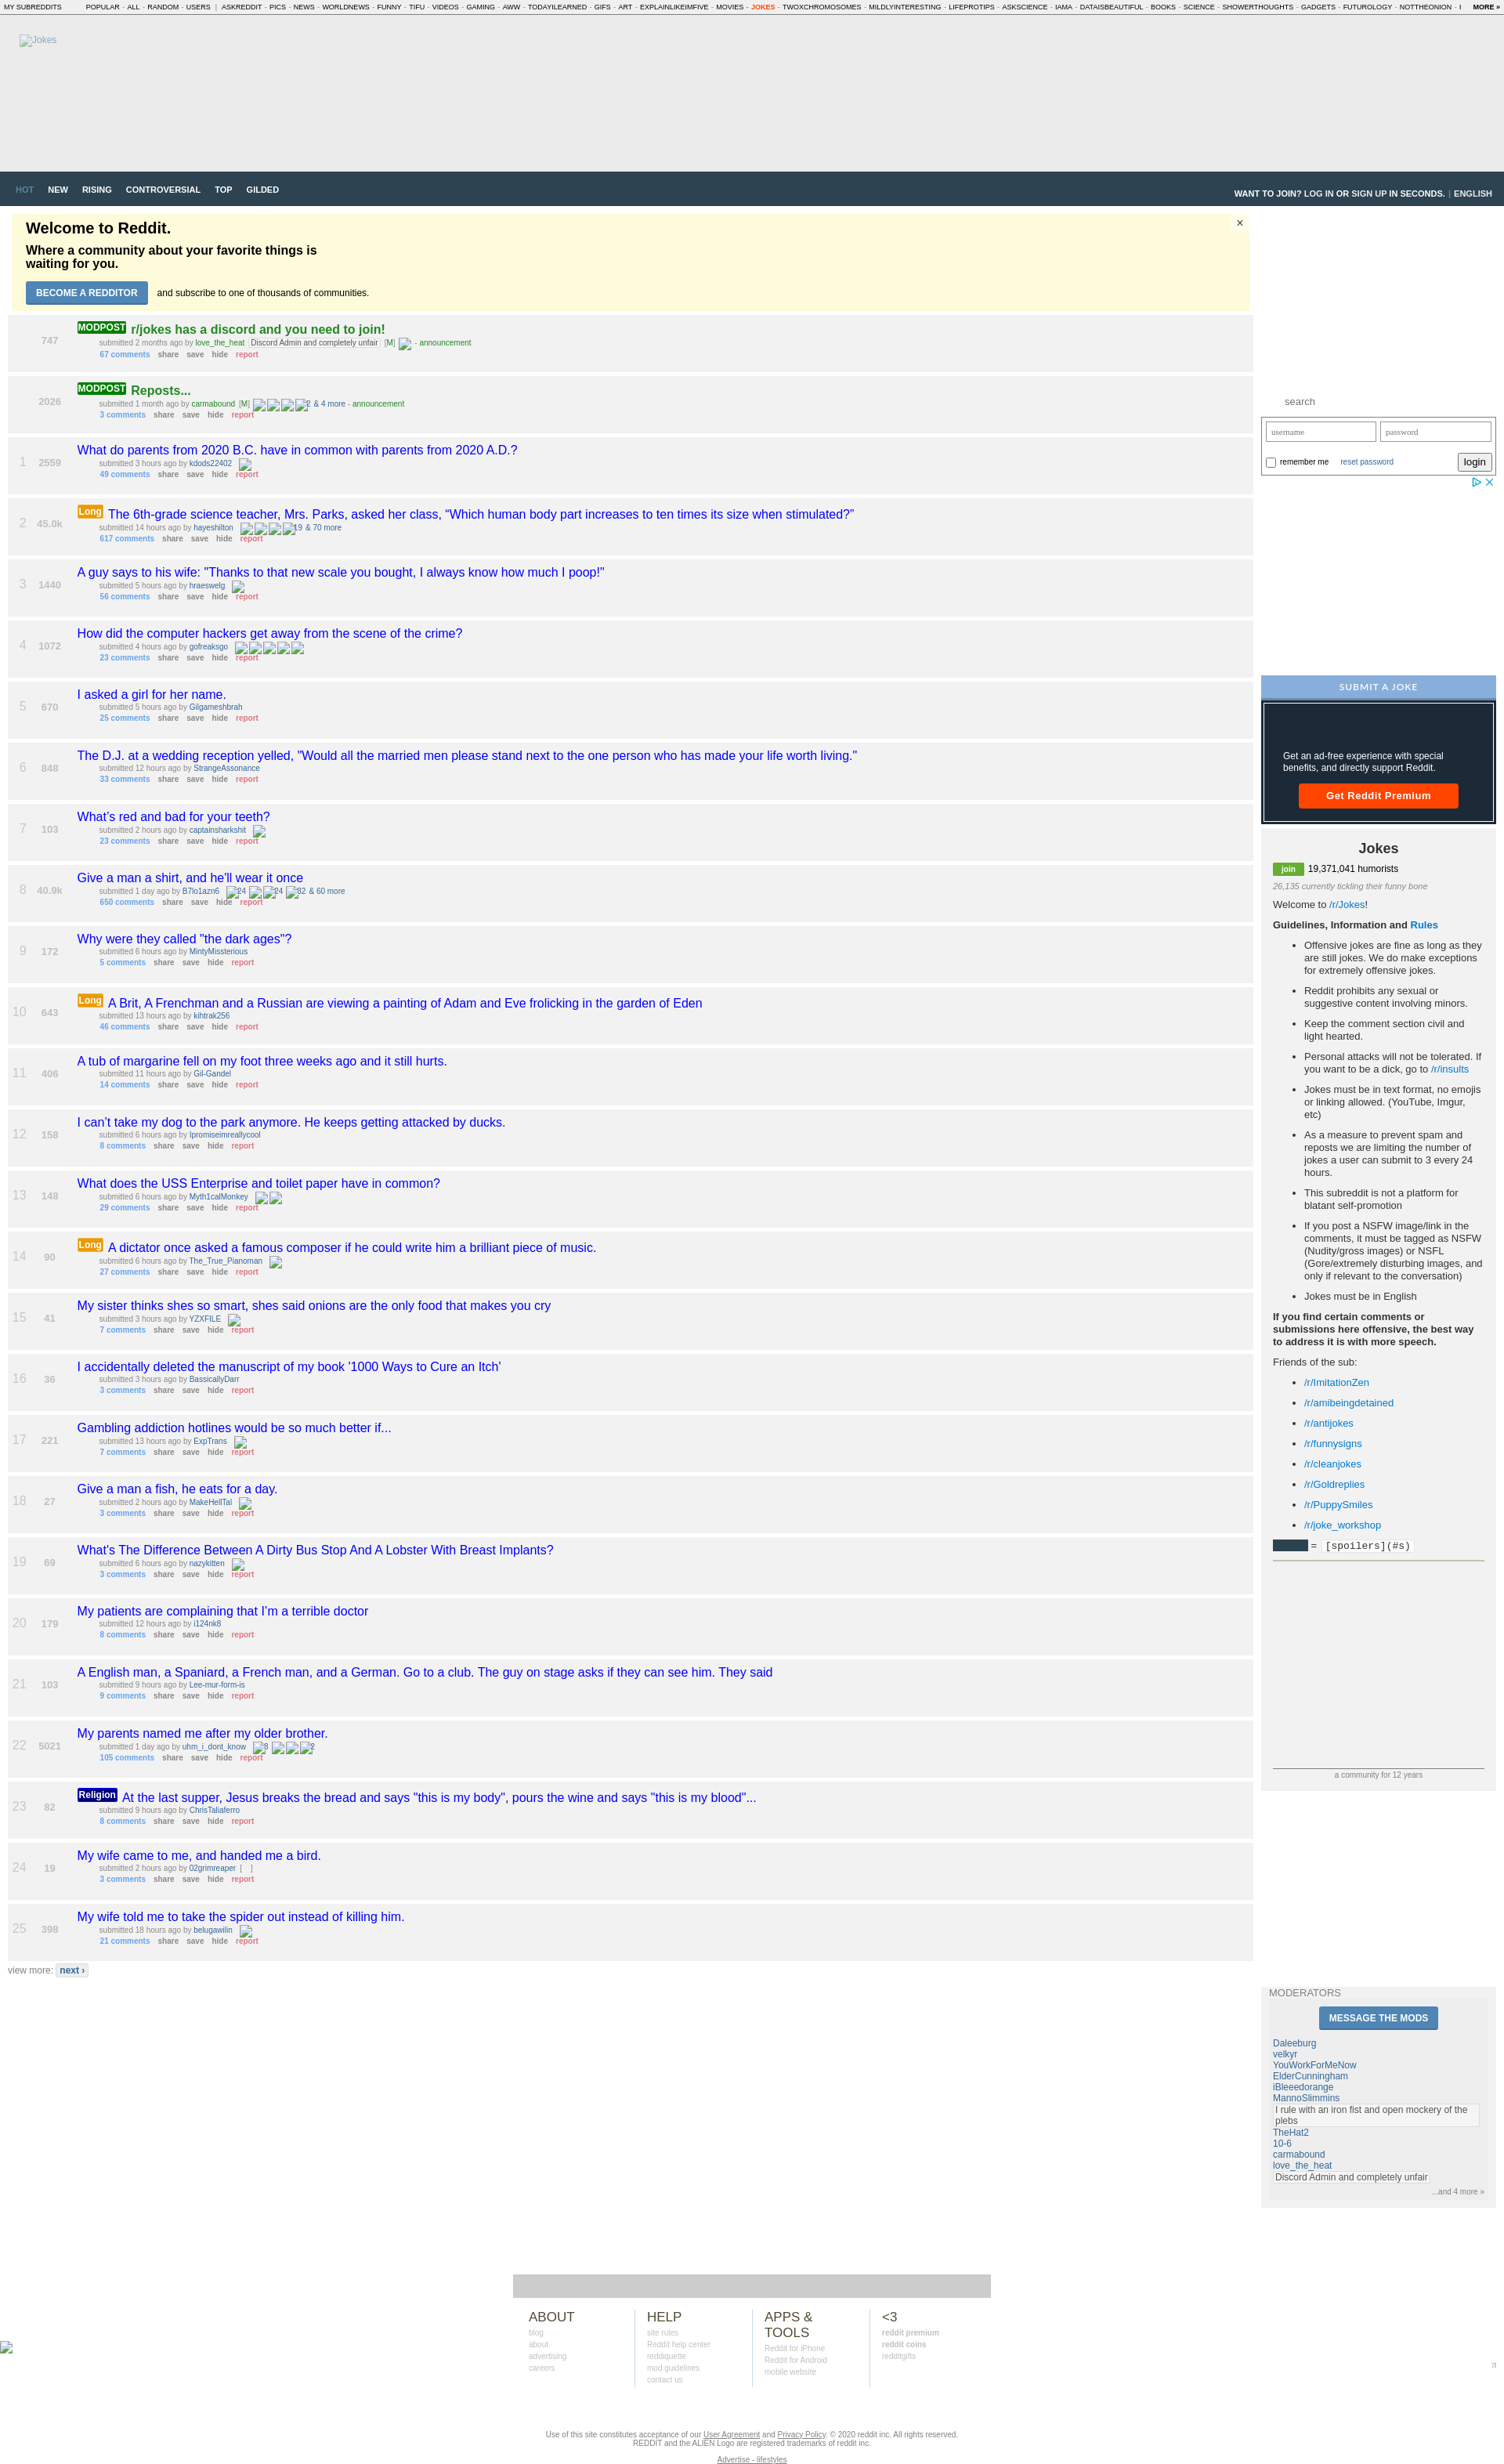 MY SUBREDDITS POPULAR - ALL - RANDOM - USERS | ASKREDDIT - PICS - NEWS - WORLDNEWS - FUNNY - TIFU - VIDEOS - GAMING - AWW - TODAYILEARNED - GIFS - ART - EXPLAINLIKEIMFIVE - MOVIES - JOKES - TWOXCHROMOSOMES - MILDLYINTERESTING - LIFEPROTIPS - ASKSCIENCE - IAMA - DATAISBEAUTIFUL - BOOKS - SCIENCE - SHOWERTHOUGHTS - GADGETS - FUTUROLOGY - NOTTHEONION - MORE »
Jokes
HOT NEW RISING CONTROVERSIAL TOP GILDED
WANT TO JOIN? LOG IN OR SIGN UP IN SECONDS. | ENGLISH
Welcome to Reddit.
×
Where a community about your favorite things is
waiting for you.
BECOME A REDDITOR and subscribe to one of thousands of communities.
MODPOST r/jokes has a discord and you need to join!
747
submitted 2 months ago by love_the_heat Discord Admin and completely unfair [M] - announcement
67 comments share save hide report
MODPOST Reposts...
2026
submitted 1 month ago by carmabound [M] 2 & 4 more - announcement
3 comments share save hide report
What do parents from 2020 B.C. have in common with parents from 2020 A.D.?
1 2559
submitted 3 hours ago by kdods22402
49 comments share save hide report
Long The 6th-grade science teacher, Mrs. Parks, asked her class, “Which human body part increases to ten times its size when stimulated?”
2 45.0k
submitted 14 hours ago by hayeshilton 19 & 70 more
617 comments share save hide report
A guy says to his wife: "Thanks to that new scale you bought, I always know how much I poop!"
3 1440
submitted 5 hours ago by hraeswelg
56 comments share save hide report
How did the computer hackers get away from the scene of the crime?
4 1072
submitted 4 hours ago by gofreaksgo
23 comments share save hide report
I asked a girl for her name.
5 670
submitted 5 hours ago by Gilgameshbrah
25 comments share save hide report
The D.J. at a wedding reception yelled, "Would all the married men please stand next to the one person who has made your life worth living."
6 848
submitted 12 hours ago by StrangeAssonance
33 comments share save hide report
What’s red and bad for your teeth?
7 103
submitted 2 hours ago by captainsharkshit
23 comments share save hide report
Give a man a shirt, and he'll wear it once
8 40.9k
submitted 1 day ago by B7lo1azn6 24 24 32 & 60 more
650 comments share save hide report
Why were they called "the dark ages"?
9 172
submitted 6 hours ago by MintyMissterious
5 comments share save hide report
Long A Brit, A Frenchman and a Russian are viewing a painting of Adam and Eve frolicking in the garden of Eden
10 643
submitted 13 hours ago by kihtrak256
46 comments share save hide report
A tub of margarine fell on my foot three weeks ago and it still hurts.
11 406
submitted 11 hours ago by Gil-Gandel
14 comments share save hide report
I can’t take my dog to the park anymore. He keeps getting attacked by ducks.
12 158
submitted 6 hours ago by Ipromiseimreallycool
8 comments share save hide report
What does the USS Enterprise and toilet paper have in common?
13 148
submitted 6 hours ago by Myth1calMonkey
29 comments share save hide report
Long A dictator once asked a famous composer if he could write him a brilliant piece of music.
14 90
submitted 6 hours ago by The_True_Pianoman
27 comments share save hide report
My sister thinks shes so smart, shes said onions are the only food that makes you cry
15 41
submitted 3 hours ago by YZXFILE
7 comments share save hide report
I accidentally deleted the manuscript of my book '1000 Ways to Cure an Itch'
16 36
submitted 3 hours ago by BassicallyDarr
3 comments share save hide report
Gambling addiction hotlines would be so much better if...
17 221
submitted 13 hours ago by ExpTrans
7 comments share save hide report
Give a man a fish, he eats for a day.
18 27
submitted 2 hours ago by MakeHellTal
3 comments share save hide report
What's The Difference Between A Dirty Bus Stop And A Lobster With Breast Implants?
19 69
submitted 6 hours ago by nazykitten
3 comments share save hide report
My patients are complaining that I’m a terrible doctor
20 179
submitted 12 hours ago by i124nk8
8 comments share save hide report
A English man, a Spaniard, a French man, and a German. Go to a club. The guy on stage asks if they can see him. They said
21 103
submitted 9 hours ago by Lee-mur-form-is
9 comments share save hide report
My parents named me after my older brother.
22 5021
submitted 1 day ago by uhm_i_dont_know 3 2
105 comments share save hide report
Religion At the last supper, Jesus breaks the bread and says "this is my body", pours the wine and says "this is my blood"...
23 82
submitted 9 hours ago by ChrisTaliaferro
8 comments share save hide report
My wife came to me, and handed me a bird.
24 19
submitted 2 hours ago by 02grimreaper [ ]
3 comments share save hide report
My wife told me to take the spider out instead of killing him.
25 398
submitted 18 hours ago by belugawilin
21 comments share save hide report
view more: next ›
search
username password
remember me reset password login
SUBMIT A JOKE
Get an ad-free experience with special
benefits, and directly support Reddit.
Get Reddit Premium
Jokes
join 19,371,041 humorists
26,135 currently tickling their funny bone
Welcome to /r/Jokes!
Guidelines, Information and Rules
• Offensive jokes are fine as long as they
are still jokes. We do make exceptions
for extremely offensive jokes.
• Reddit prohibits any sexual or
suggestive content involving minors.
• Keep the comment section civil and
light hearted.
• Personal attacks will not be tolerated. If
you want to be a dick, go to /r/insults
• Jokes must be in text format, no emojis
or linking allowed. (YouTube, Imgur,
etc)
• As a measure to prevent spam and
reposts we are limiting the number of
jokes a user can submit to 3 every 24
hours.
• This subreddit is not a platform for
blatant self-promotion
• If you post a NSFW image/link in the
comments, it must be tagged as NSFW
(Nudity/gross images) or NSFL
(Gore/extremely disturbing images, and
only if relevant to the conversation)
• Jokes must be in English
If you find certain comments or
submissions here offensive, the best way
to address it is with more speech.
Friends of the sub:
• /r/ImitationZen
• /r/amibeingdetained
• /r/antijokes
• /r/funnysigns
• /r/cleanjokes
• /r/Goldreplies
• /r/PuppySmiles
• /r/joke_workshop
= [spoilers](#s)
a community for 12 years
MODERATORS
MESSAGE THE MODS
Daleeburg
velkyr
YouWorkForMeNow
ElderCunningham
iBleeedorange
MannoSlimmins
I rule with an iron fist and open mockery of the
plebs
TheHat2
10-6
carmabound
love_the_heat
Discord Admin and completely unfair
...and 4 more »
ABOUT
blog
about
advertising
careers
HELP
site rules
Reddit help center
reddiquette
mod guidelines
contact us
APPS &
TOOLS
Reddit for iPhone
Reddit for Android
mobile website
<3
reddit premium
reddit coins
redditgifts
π
Use of this site constitutes acceptance of our User Agreement and Privacy Policy. © 2020 reddit inc. All rights reserved.
REDDIT and the ALIEN Logo are registered trademarks of reddit inc.
Advertise - lifestyles